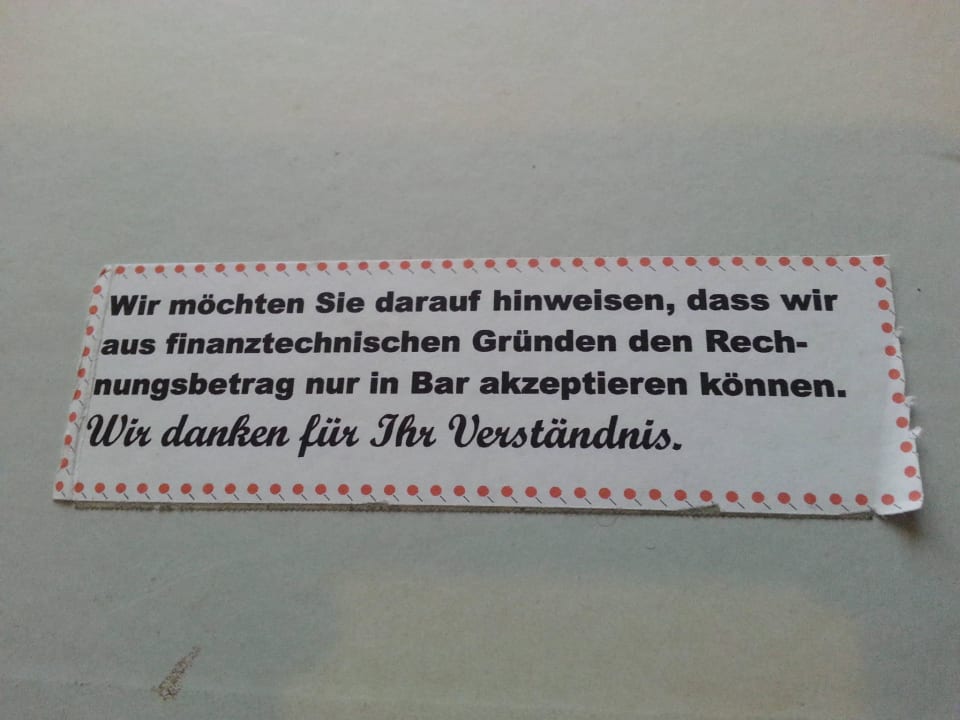 Wir möchten Sie darauf hinweisen, dass wir
aus finanztechnischen Gründen den Rech-
nungsbetrag nur in Bar akzeptieren können.
Wir danken für Ihr Verständnis.